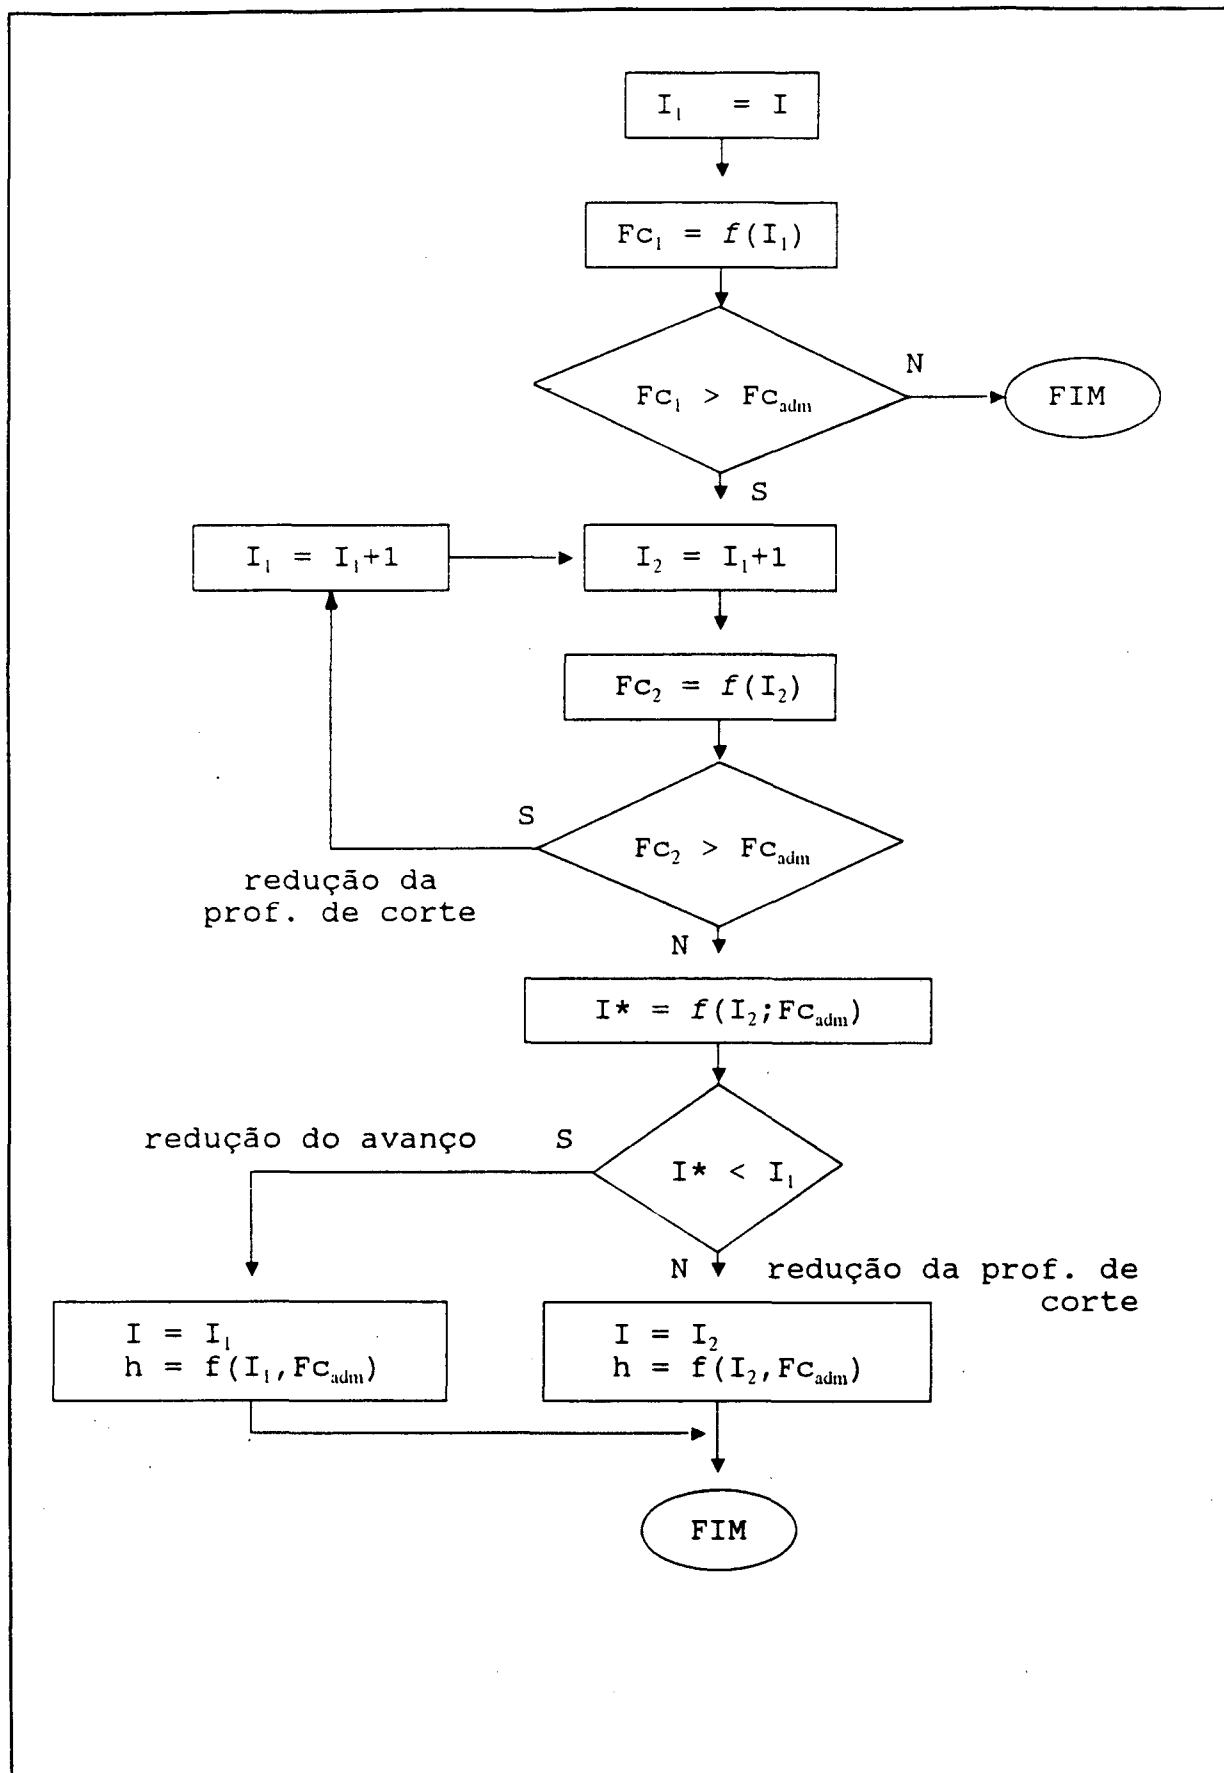 I₁ = I
Fc₁ = f(I₁)
Fc₁ > Fcadm
N
FIM
S
I₁ = I₁+1
I₂ = I₁+1
Fc₂ = f(I₂)
S
Fc₂ > Fcadm
redução da
prof. de corte
N
I* = f(I₂;Fcadm)
redução do avanço
S
I* < I₁
N
redução da prof. de
corte
I = I₁
h = f(I₁,Fcadm)
I = I₂
h = f(I₂,Fcadm)
FIM